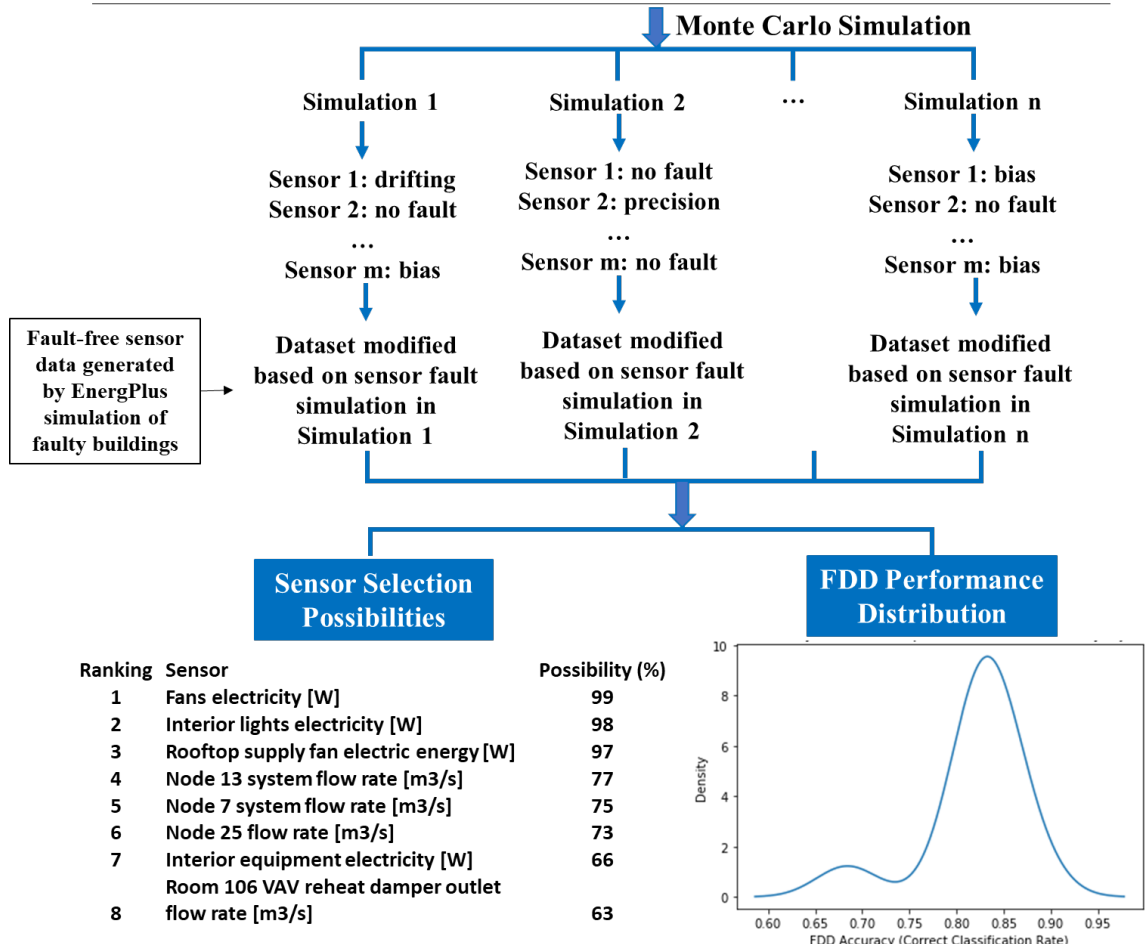 Monte Carlo Simulation
Simulation 1
Simulation 2
...
Simulation n
Sensor 1: drifting
Sensor 2: no fault
...
Sensor m: bias
Sensor 1: no fault
Sensor 2: precision
...
Sensor m: no fault
Sensor 1: bias
Sensor 2: no fault
...
Sensor m: bias
Fault-free sensor
data generated
by EnergPlus
simulation of
faulty buildings
Dataset modified
based on sensor fault
simulation in
Simulation 1
Dataset modified
based on sensor fault
simulation in
Simulation 2
Dataset modified
based on sensor fault
simulation in
Simulation n
Sensor Selection
Possibilities
FDD Performance
Distribution
Ranking Sensor Possibility (%)
1 Fans electricity [W] 99
2 Interior lights electricity [W] 98
3 Rooftop supply fan electric energy [W] 97
4 Node 13 system flow rate [m3/s] 77
5 Node 7 system flow rate [m3/s] 75
6 Node 25 flow rate [m3/s] 73
7 Interior equipment electricity [W] 66
Room 106 VAV reheat damper outlet
8 flow rate [m3/s] 63
10
8
6
4
2
0
Density
0.60 0.65 0.70 0.75 0.80 0.85 0.90 0.95
FDD Accuracy (Correct Classification Rate)